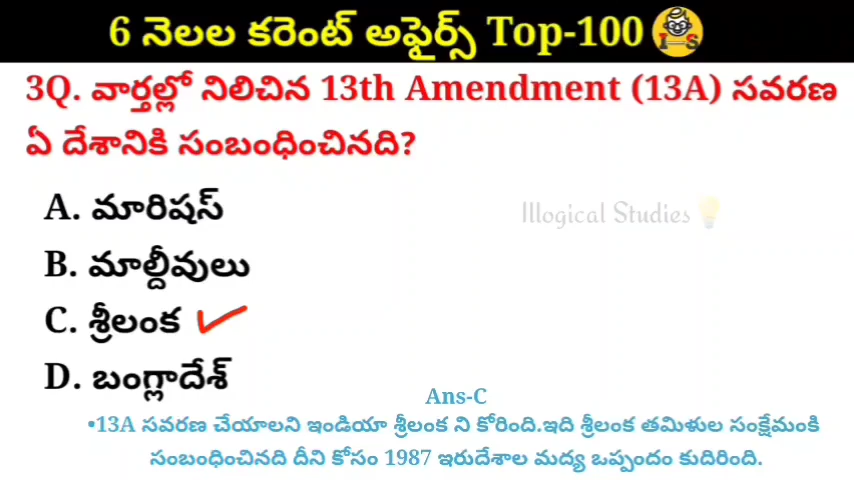 6 నెలల కరెంట్ అఫైర్స్ Top-100
I-S
3Q. వార్తల్లో నిలిచిన 13th Amendment (13A) సవరణ
ఏ దేశానికి సంబంధించినది?
A. మారిషస్
Illogical Studies
B. మాల్దీవులు
C. శ్రీలంక
D. బంగ్లాదేశ్
Ans-C
•13A సవరణ చేయాలని ఇండియా శ్రీలంక ని కోరింది.ఇది శ్రీలంక తమిళుల సంక్షేమంకి
సంబంధించినది దీని కోసం 1987 ఇరుదేశాల మద్య ఒప్పందం కుదిరింది.